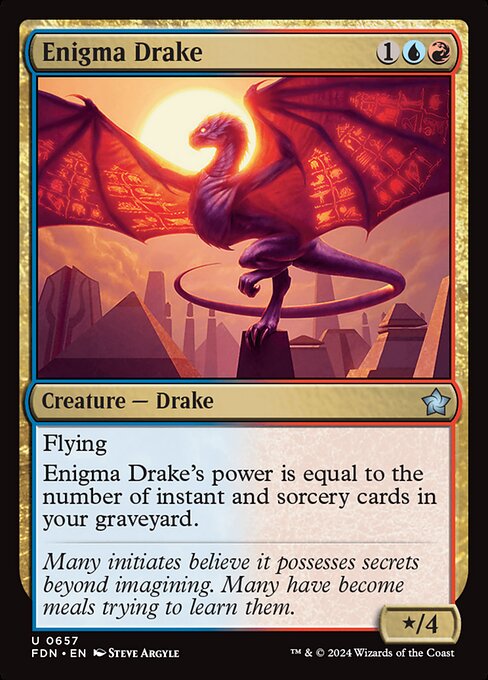 Enigma Drake 1
Creature — Drake
Flying
Enigma Drake's power is equal to the
number of instant and sorcery cards in
your graveyard.
Many initiates believe it possesses secrets
beyond imagining. Many have become
meals trying to learn them.
★/4
U 0657
FDN • EN Steve Argyle ™ & © 2024 Wizards of the Coast